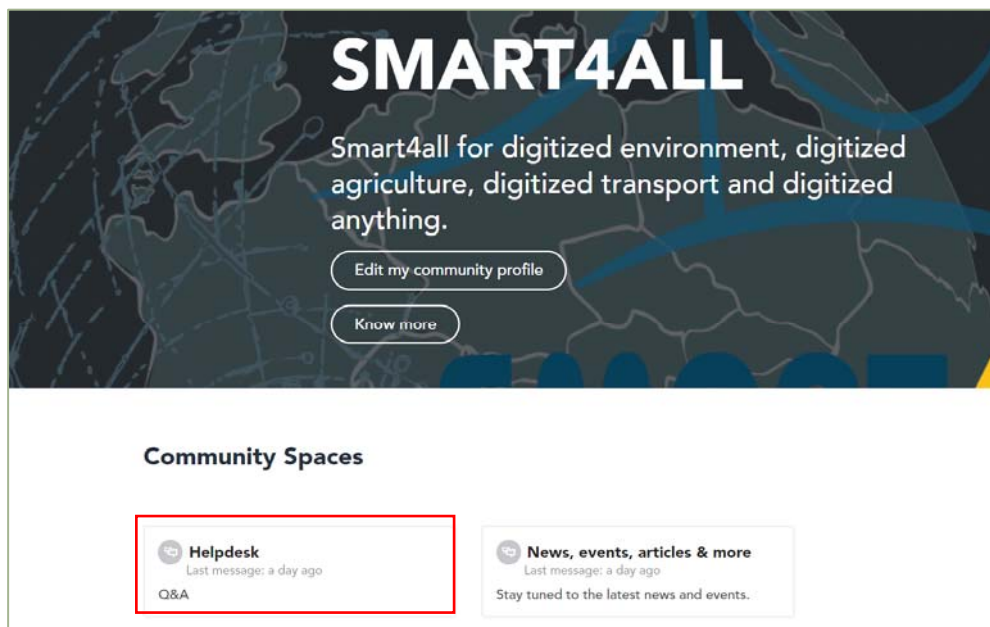 SMART4ALL
Smart4all for digitized environment, digitized
agriculture, digitized transport and digitized
anything.
Edit my community profile
Know more
Community Spaces
Helpdesk
Last message: a day ago
Q&A
News, events, articles & more
Last message: a day ago
Stay tuned to the latest news and events.